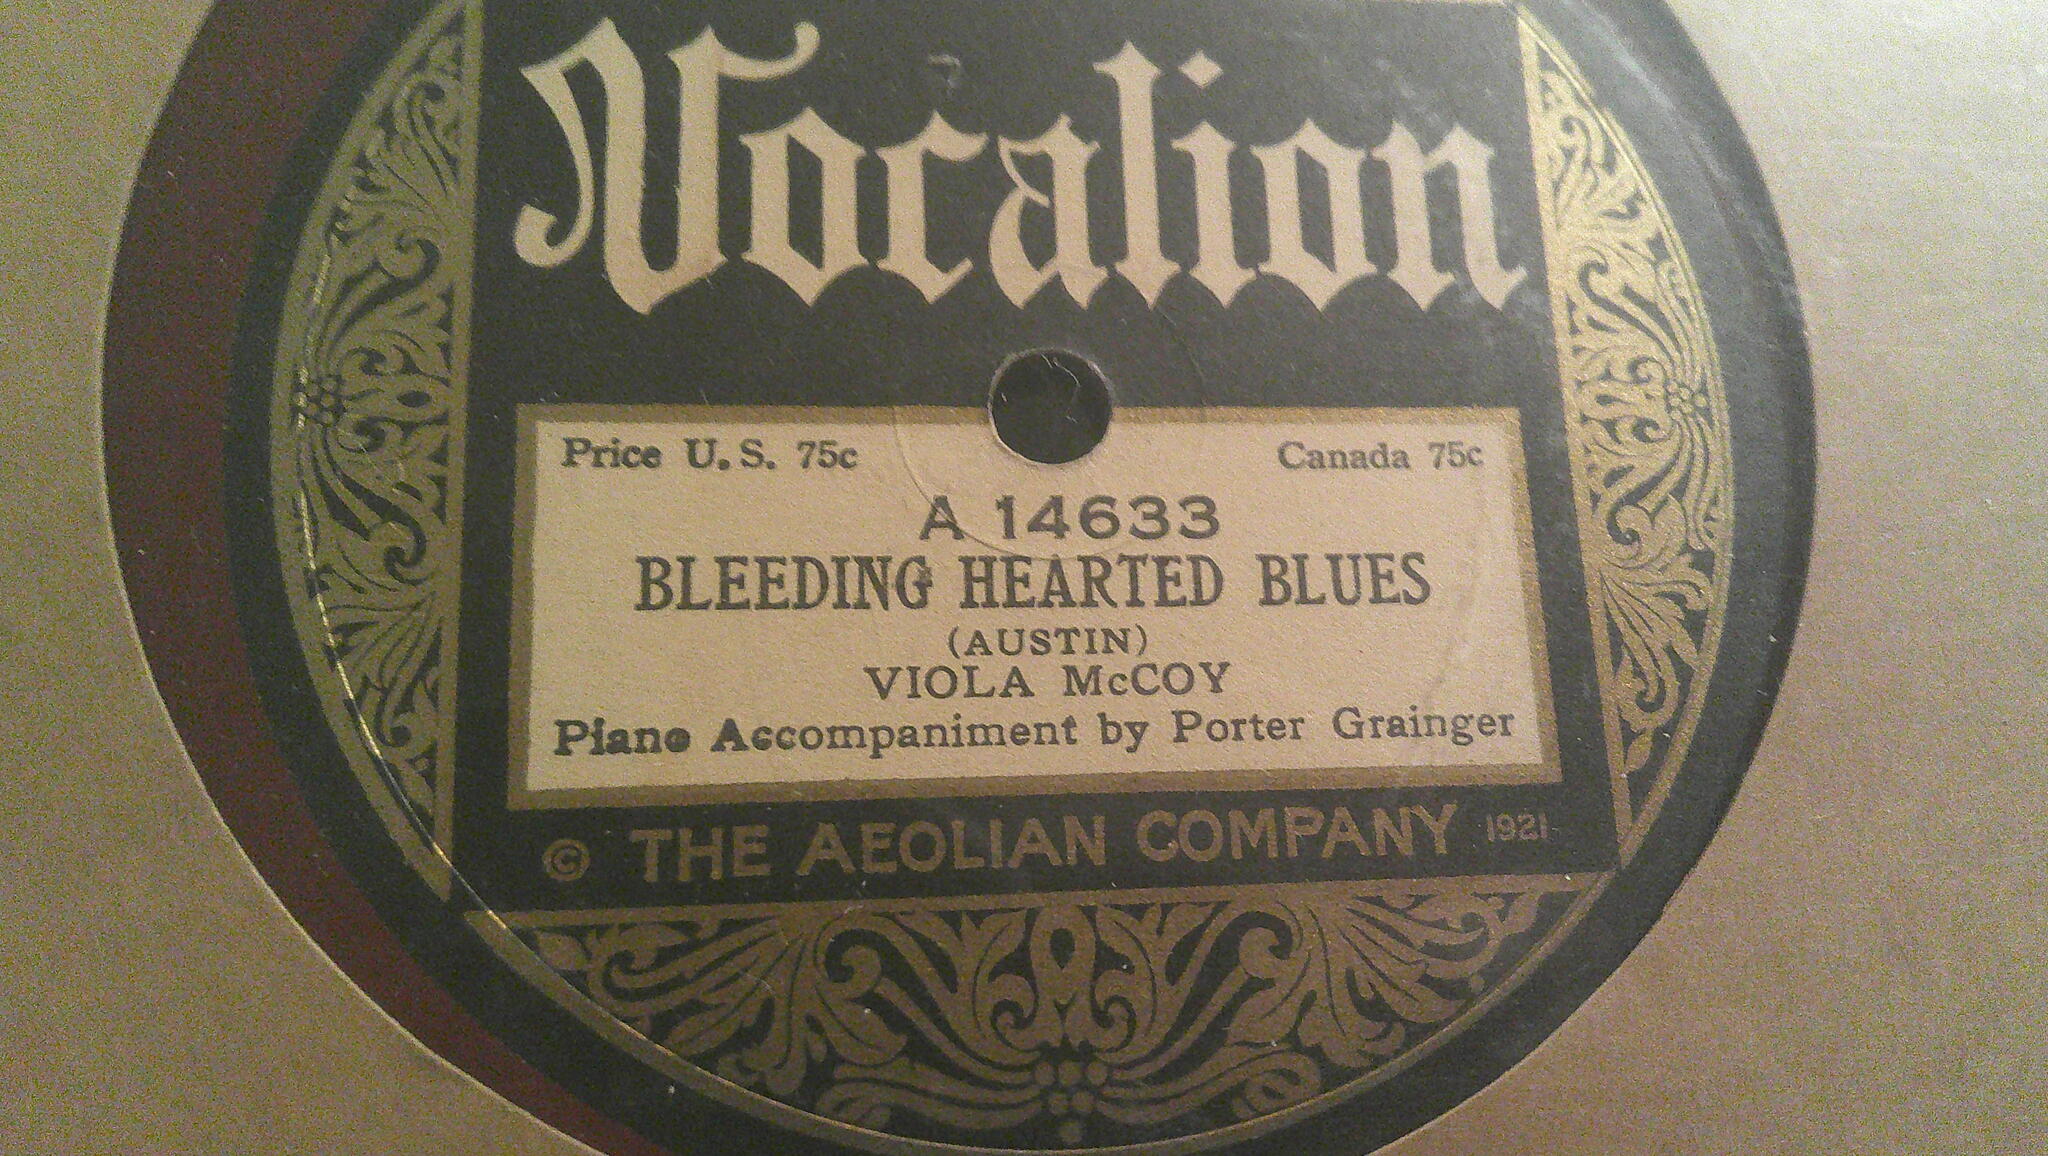 Vocalion
Price U.S. 75c Canada 75c
A 14633
BLEEDING HEARTED BLUES
(AUSTIN)
VIOLA McCOY
Piano Accompaniment by Porter Grainger
© THE AEOLIAN COMPANY 1921